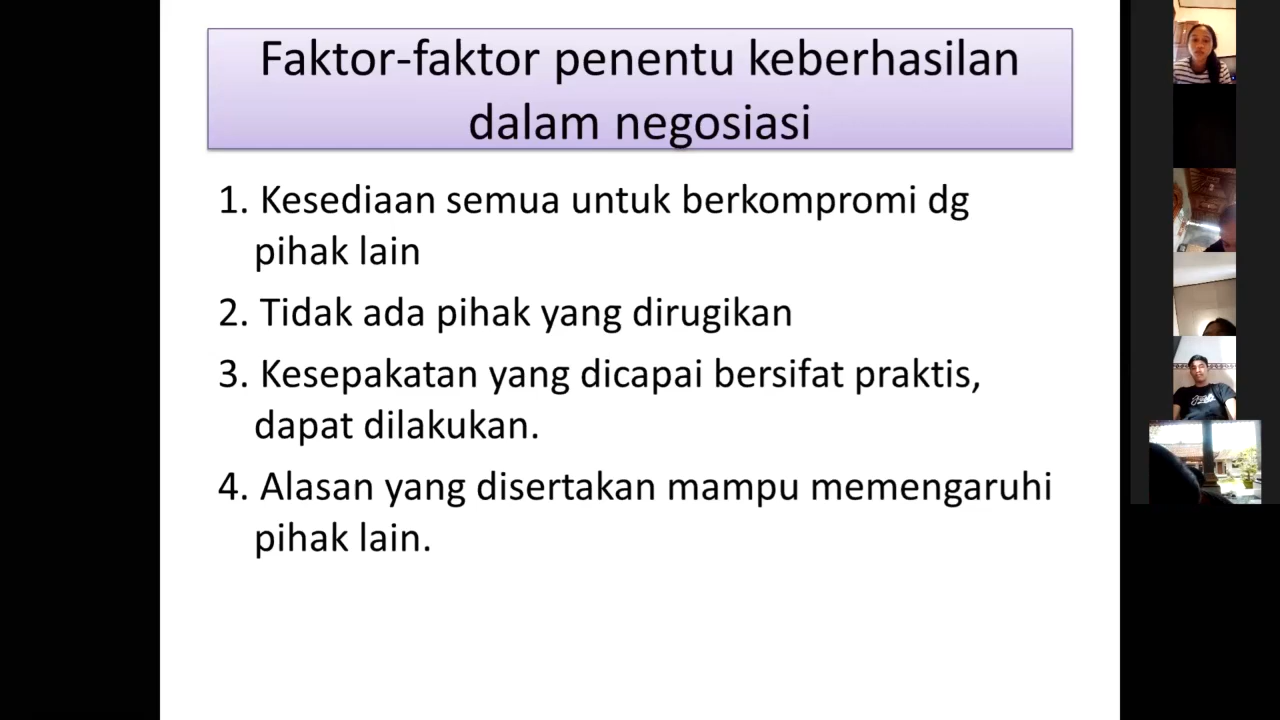 Faktor-faktor penentu keberhasilan
dalam negosiasi
1. Kesediaan semua untuk berkompromi dg
pihak lain
2. Tidak ada pihak yang dirugikan
3. Kesepakatan yang dicapai bersifat praktis,
dapat dilakukan.
4. Alasan yang disertakan mampu memengaruhi
pihak lain.